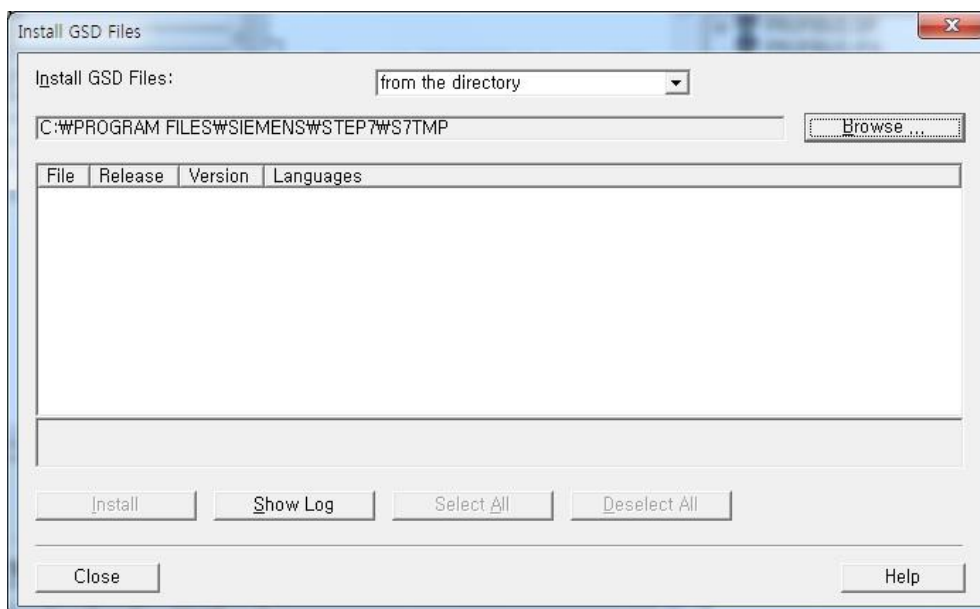 Install GSD Files
Install GSD Files:
from the directory
C:₩PROGRAM FILES₩SIEMENS₩STEP7₩S7TMP
Browse ...
File Release Version Languages
Install Show Log Select All Deselect All
Close Help